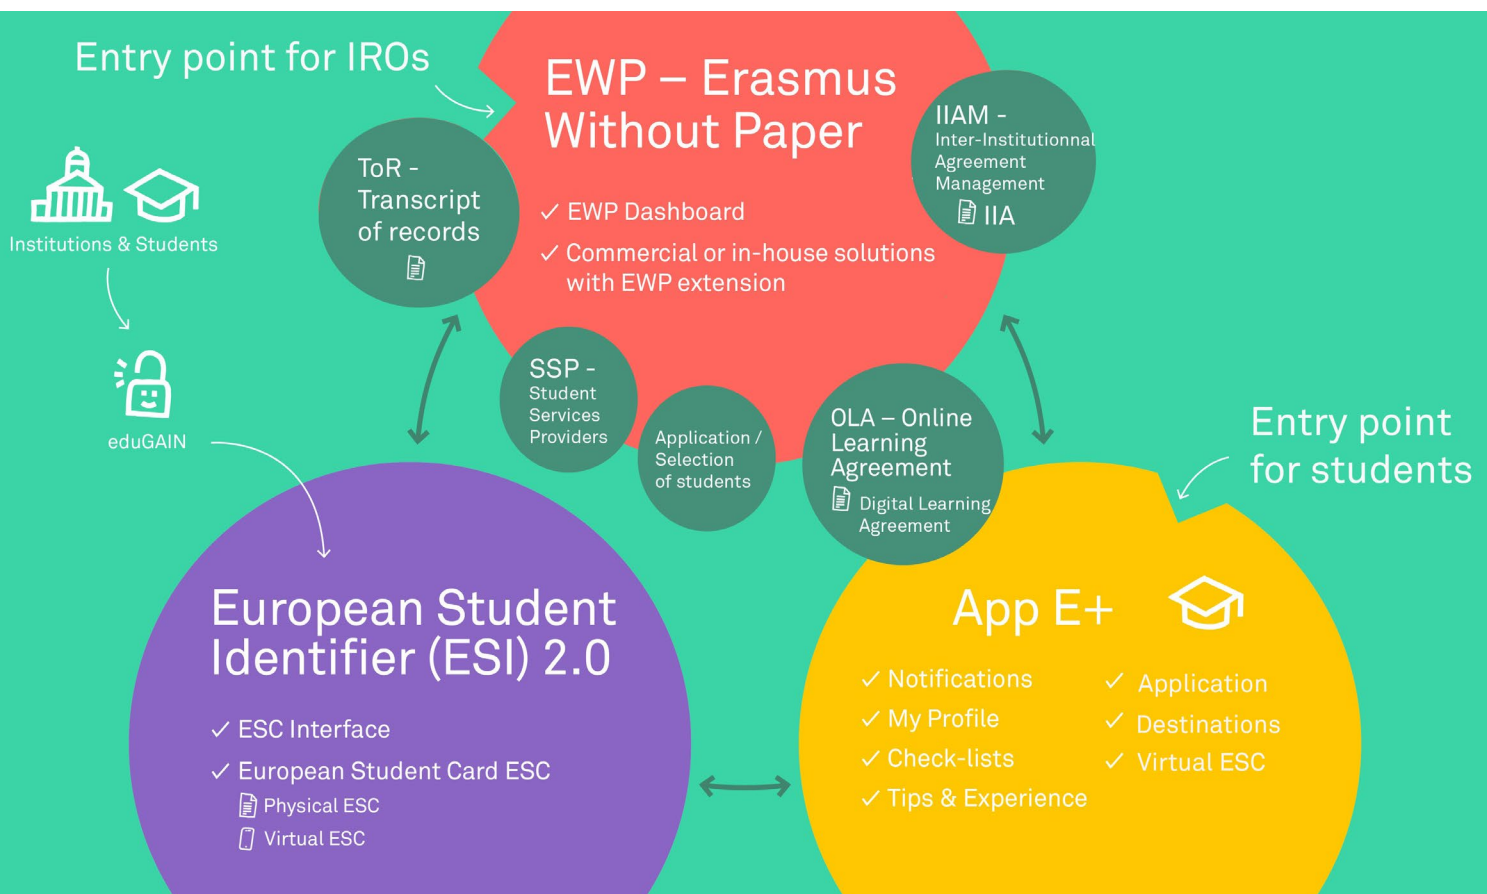 Entry point for IROs
EWP – Erasmus
Without Paper
✓ EWP Dashboard
✓ Commercial or in-house solutions
with EWP extension
IIAM -
Inter-Institutionnal
Agreement
Management
IIA
ToR -
Transcript
of records
Institutions & Students
eduGAIN
SSP -
Student
Services
Providers
Application /
Selection
of students
OLA – Online
Learning
Agreement
Digital Learning
Agreement
Entry point
for students
European Student
Identifier (ESI) 2.0
✓ ESC Interface
✓ European Student Card ESC
Physical ESC
Virtual ESC
App E+
✓ Notifications
✓ My Profile
✓ Check-lists
✓ Tips & Experience
✓ Application
✓ Destinations
✓ Virtual ESC